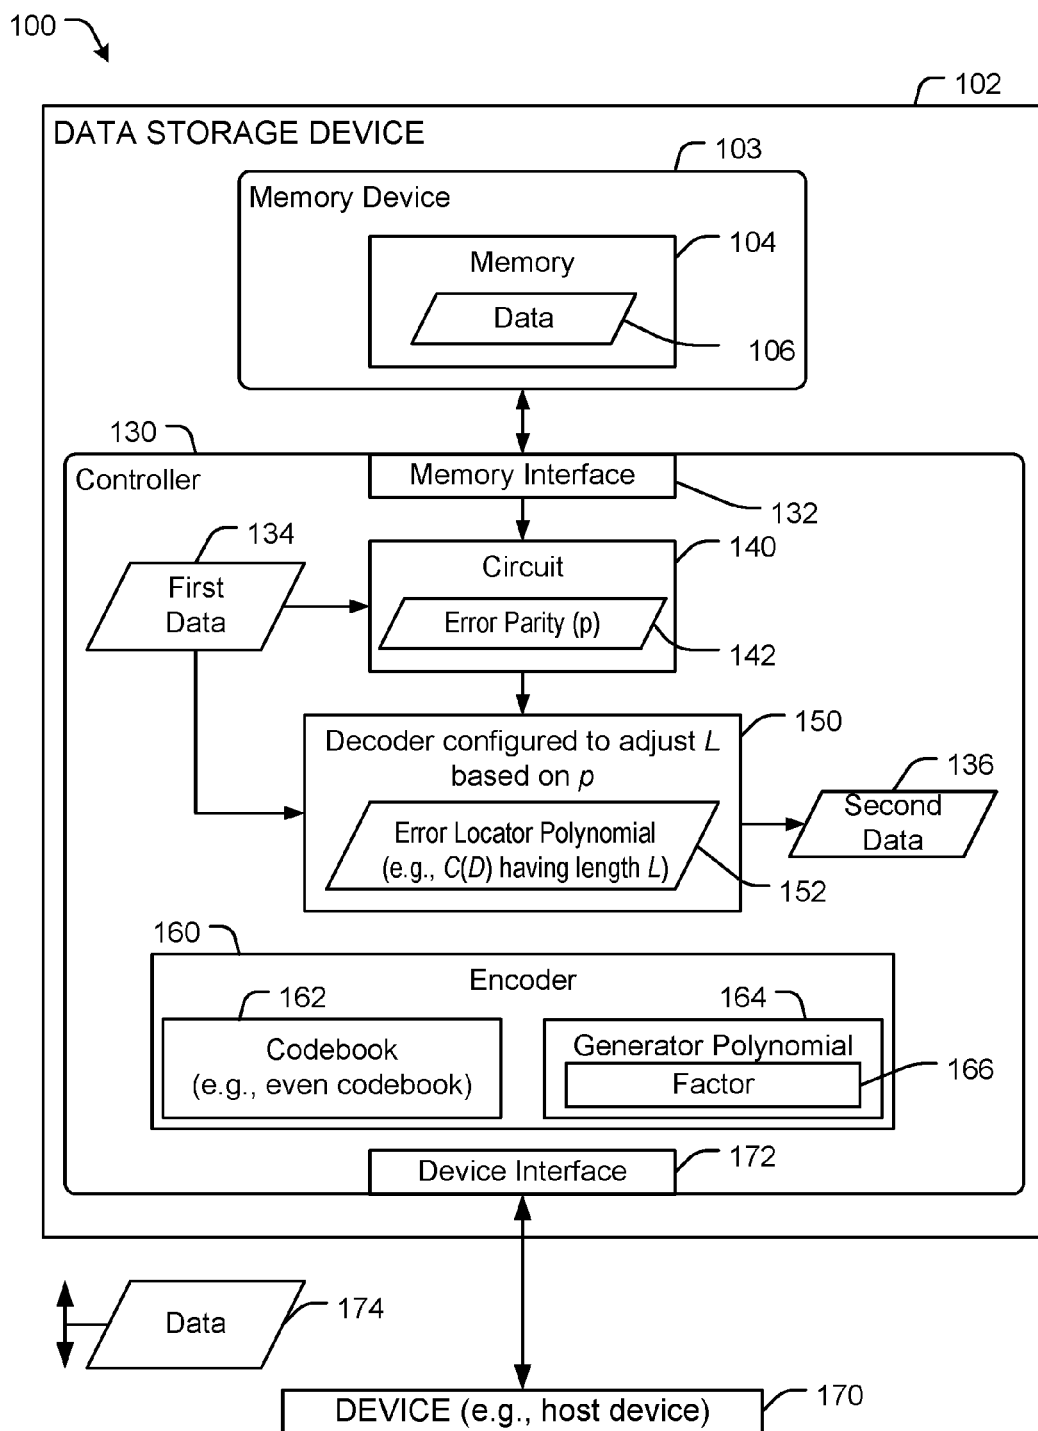 100
102
DATA STORAGE DEVICE
103
Memory Device
104
Memory
Data
106
130
Controller
Memory Interface
132
134
First
Data
140
Circuit
Error Parity (p)
142
150
Decoder configured to adjust L
based on p
136
Second
Data
Error Locator Polynomial
(e.g., C(D) having length L)
152
160
Encoder
162
Codebook
(e.g., even codebook)
164
Generator Polynomial
Factor
166
Device Interface
172
Data
174
DEVICE (e.g., host device)
170